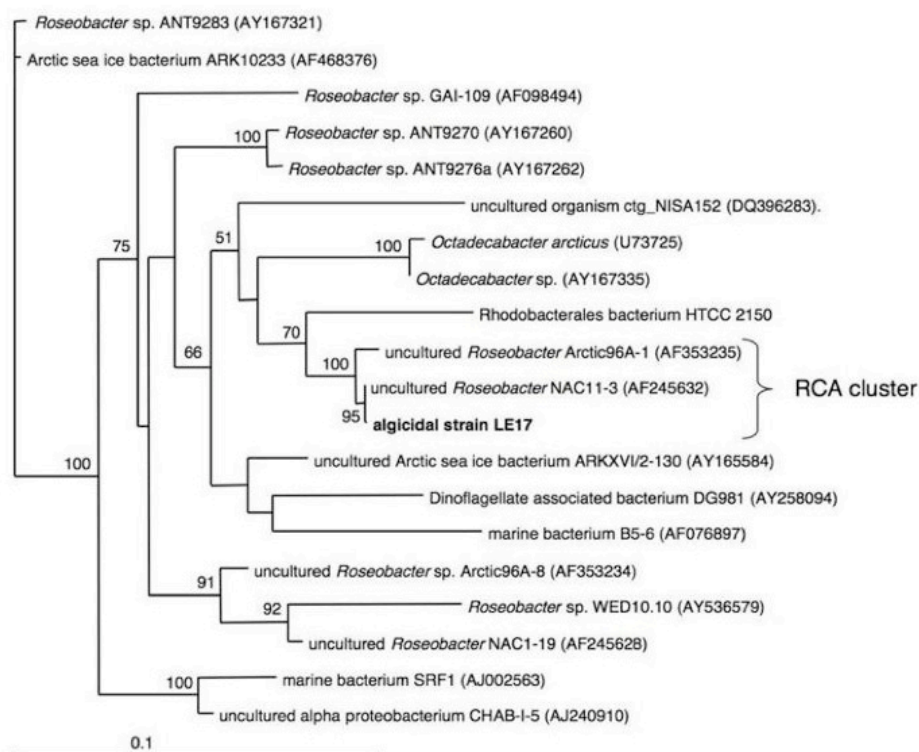 Roseobacter sp. ANT9283 (AY167321)
Arctic sea ice bacterium ARK10233 (AF468376)
Roseobacter sp. GAI-109 (AF098494)
100
Roseobacter sp. ANT9270 (AY167260)
Roseobacter sp. ANT9276a (AY167262)
uncultured organism ctg_NISA152 (DQ396283).
75
51
100
Octadecabacter arcticus (U73725)
Octadecabacter sp. (AY167335)
Rhodobacterales bacterium HTCC 2150
70
66
100
uncultured Roseobacter Arctic96A-1 (AF353235)
uncultured Roseobacter NAC11-3 (AF245632)
RCA cluster
95
algicidal strain LE17
100
uncultured Arctic sea ice bacterium ARKXVI/2-130 (AY165584)
Dinoflagellate associated bacterium DG981 (AY258094)
marine bacterium B5-6 (AF076897)
91
uncultured Roseobacter sp. Arctic96A-8 (AF353234)
92
Roseobacter sp. WED10.10 (AY536579)
uncultured Roseobacter NAC1-19 (AF245628)
100
marine bacterium SRF1 (AJ002563)
uncultured alpha proteobacterium CHAB-I-5 (AJ240910)
0.1